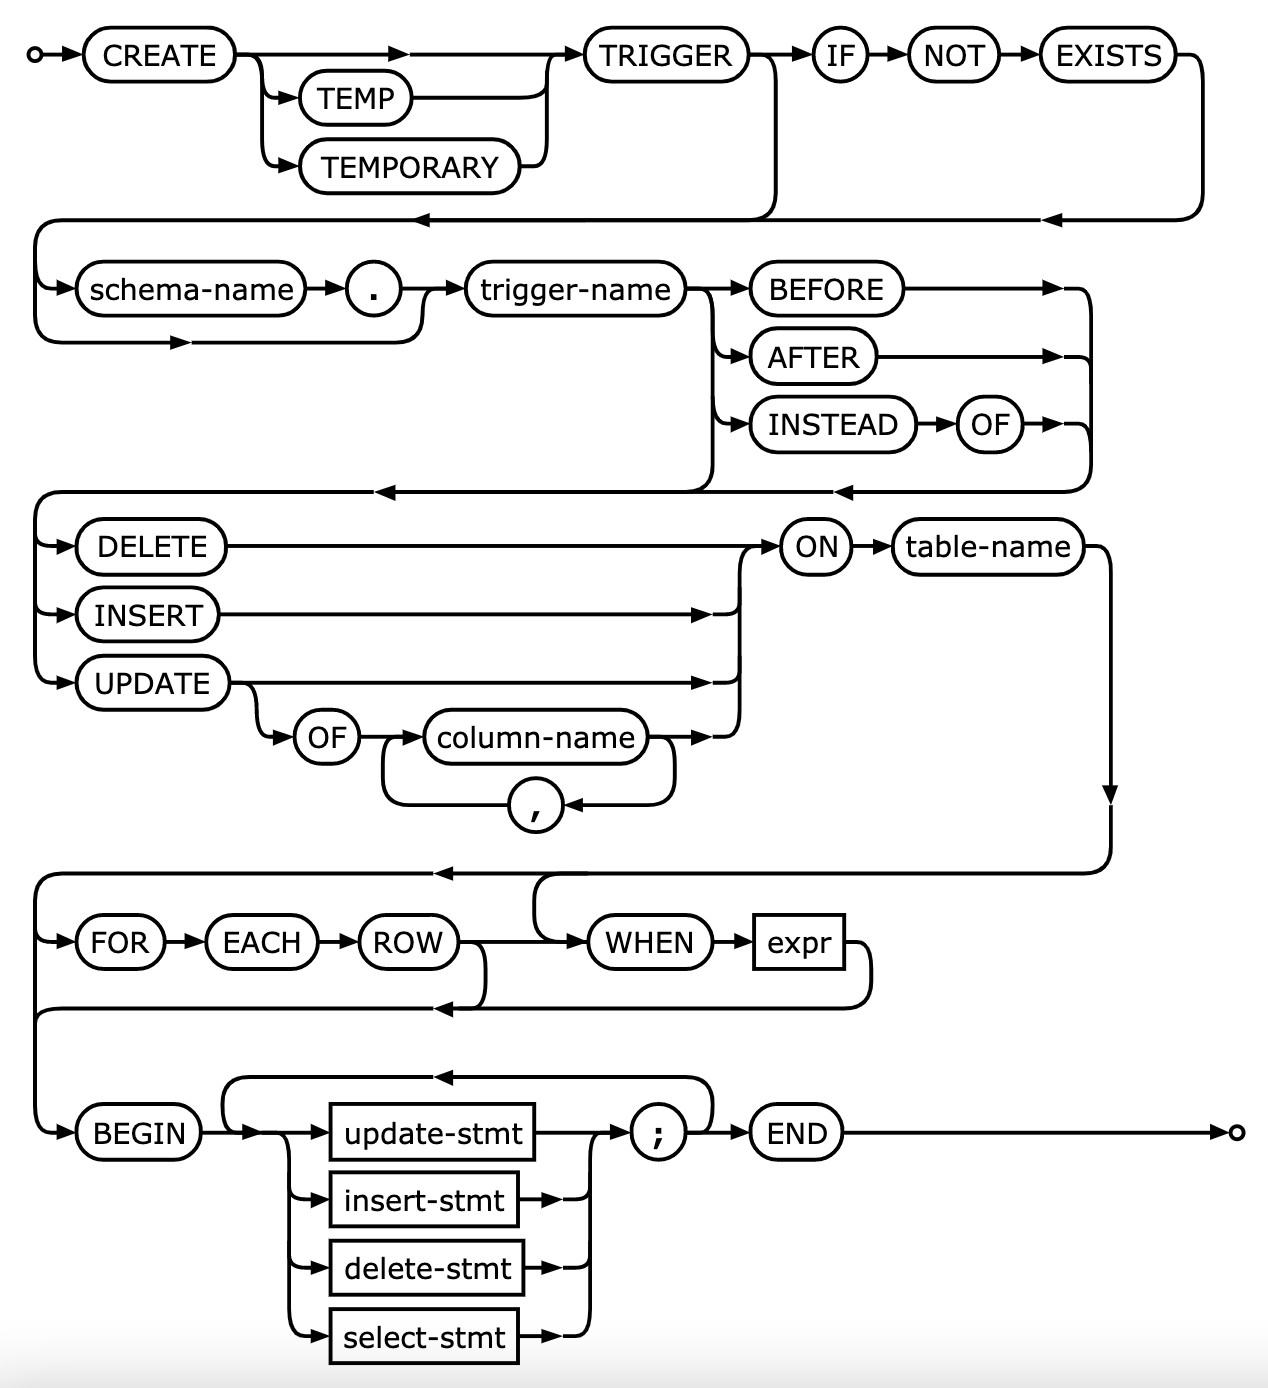 CREATE TRIGGER IF NOT EXISTS
TEMP
TEMPORARY
schema-name . trigger-name BEFORE
AFTER
INSTEAD OF
DELETE ON table-name
INSERT
UPDATE
OF column-name
,
FOR EACH ROW WHEN expr
BEGIN update-stmt ; END
insert-stmt
delete-stmt
select-stmt